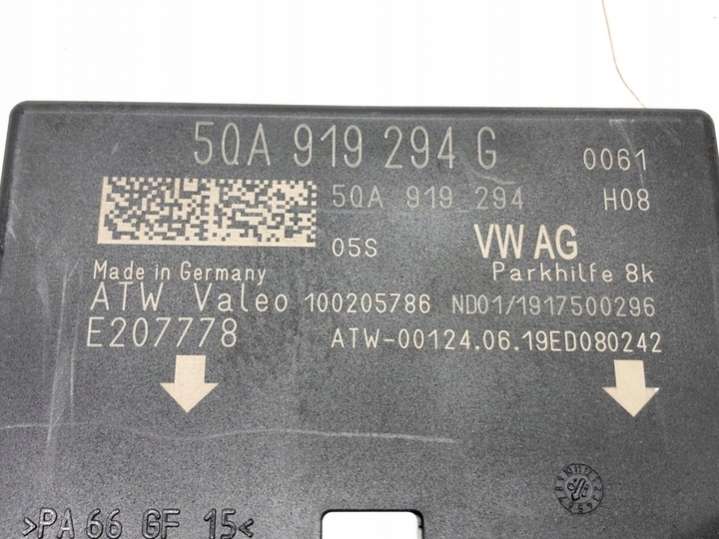 5QA 919 294 G 0061
5QA 919 294 H08
05S VW AG
Made in Germany Parkhilfe 8k
ATW Valeo 100205786 ND01/1917500296
E207778 ATW-00124.06.19ED080242
>PA 66 GF 15<